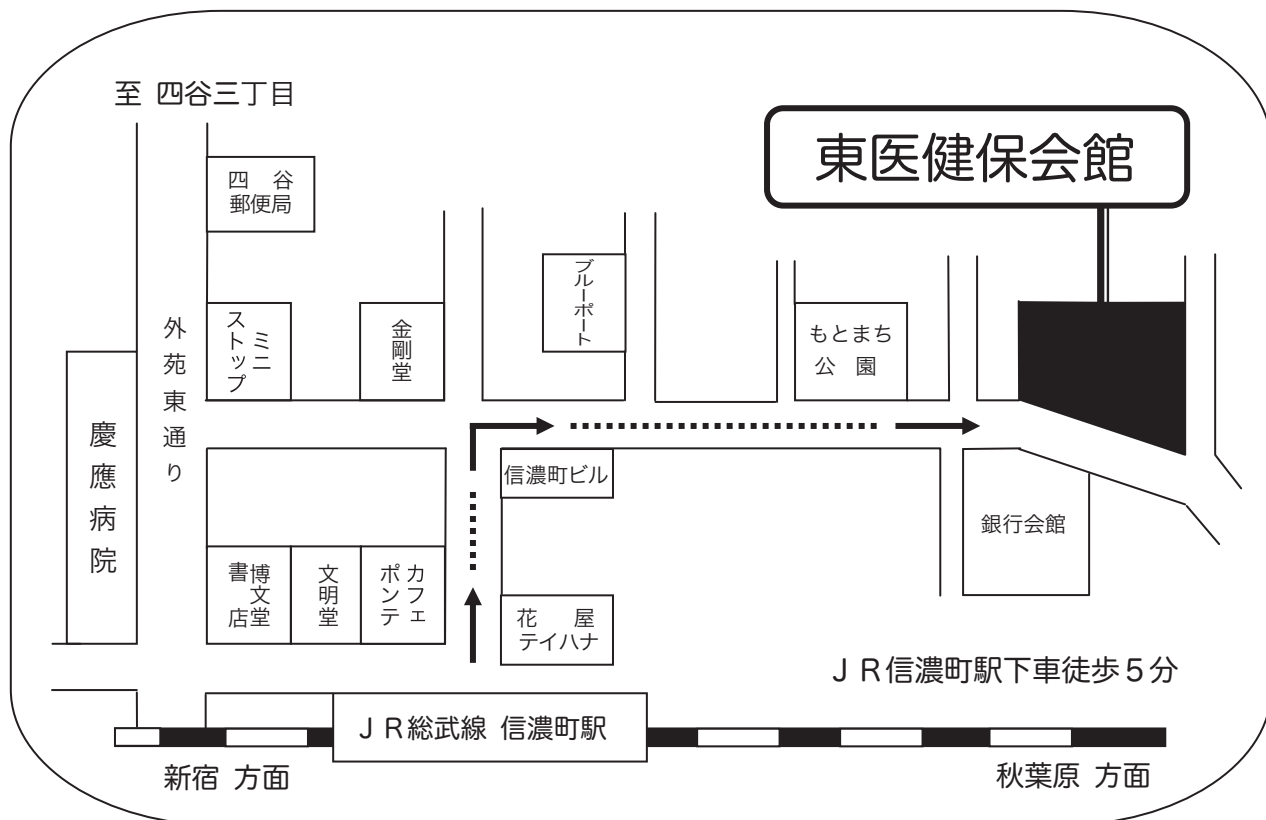 至 四谷三丁目
東医健保会館
四 谷
郵便局
ブルーポート
外苑東通り
ミニ
ストップ
金剛堂
もとまち
公 園
慶應病院
信濃町ビル
銀行会館
博文堂
書店
文明堂
カフェ
ポンテ
花 屋
テイハナ
ＪＲ信濃町駅下車徒歩５分
ＪＲ総武線 信濃町駅
新宿 方面
秋葉原 方面